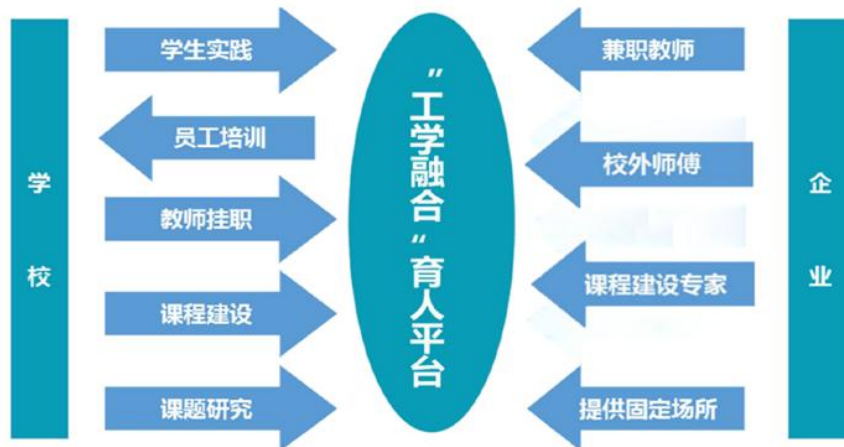 学校
学生实践
员工培训
教师挂职
课程建设
课题研究
“工学融合“育人平台
兼职教师
校外师傅
课程建设专家
提供固定场所
企业